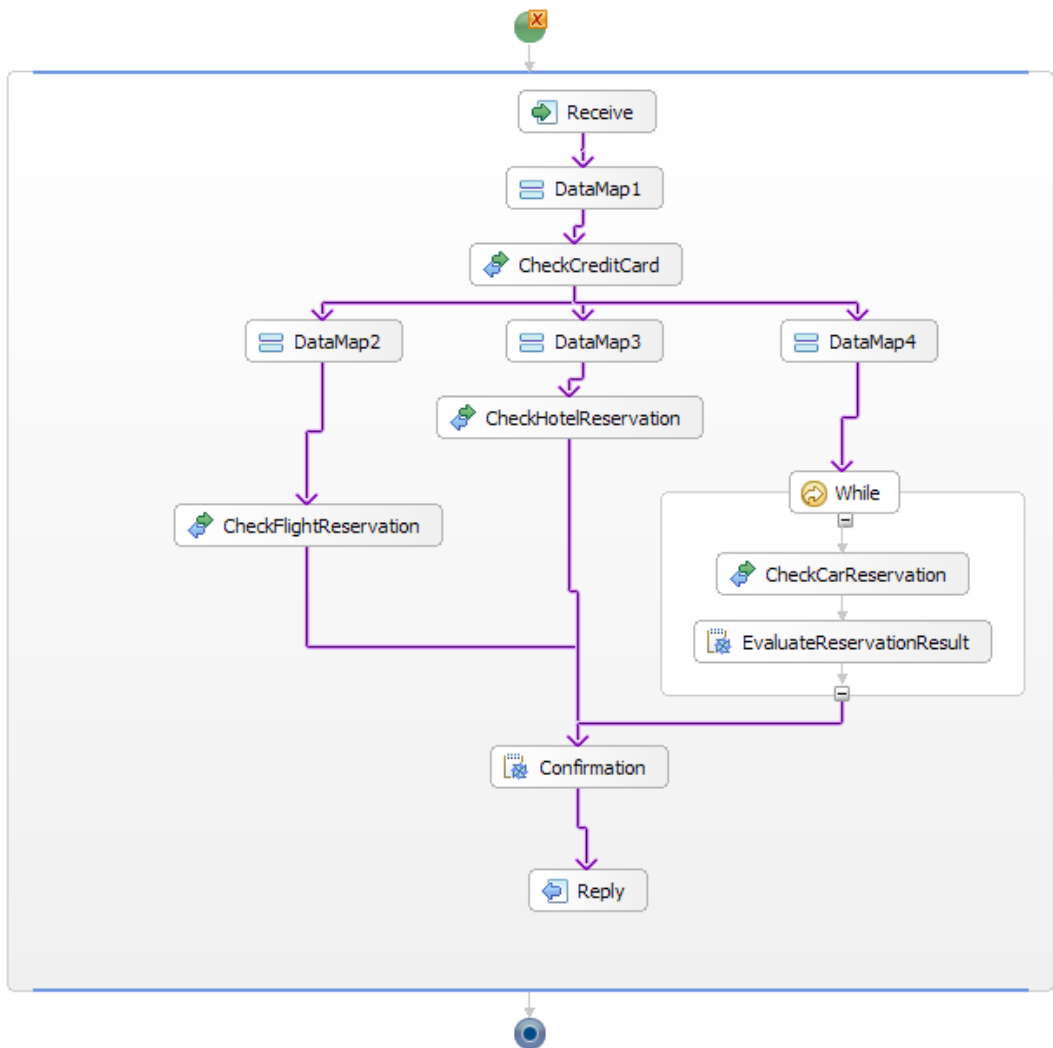 Receive
DataMap1
CheckCreditCard
DataMap2
DataMap3
DataMap4
CheckHotelReservation
While
CheckFlightReservation
CheckCarReservation
EvaluateReservationResult
Confirmation
Reply